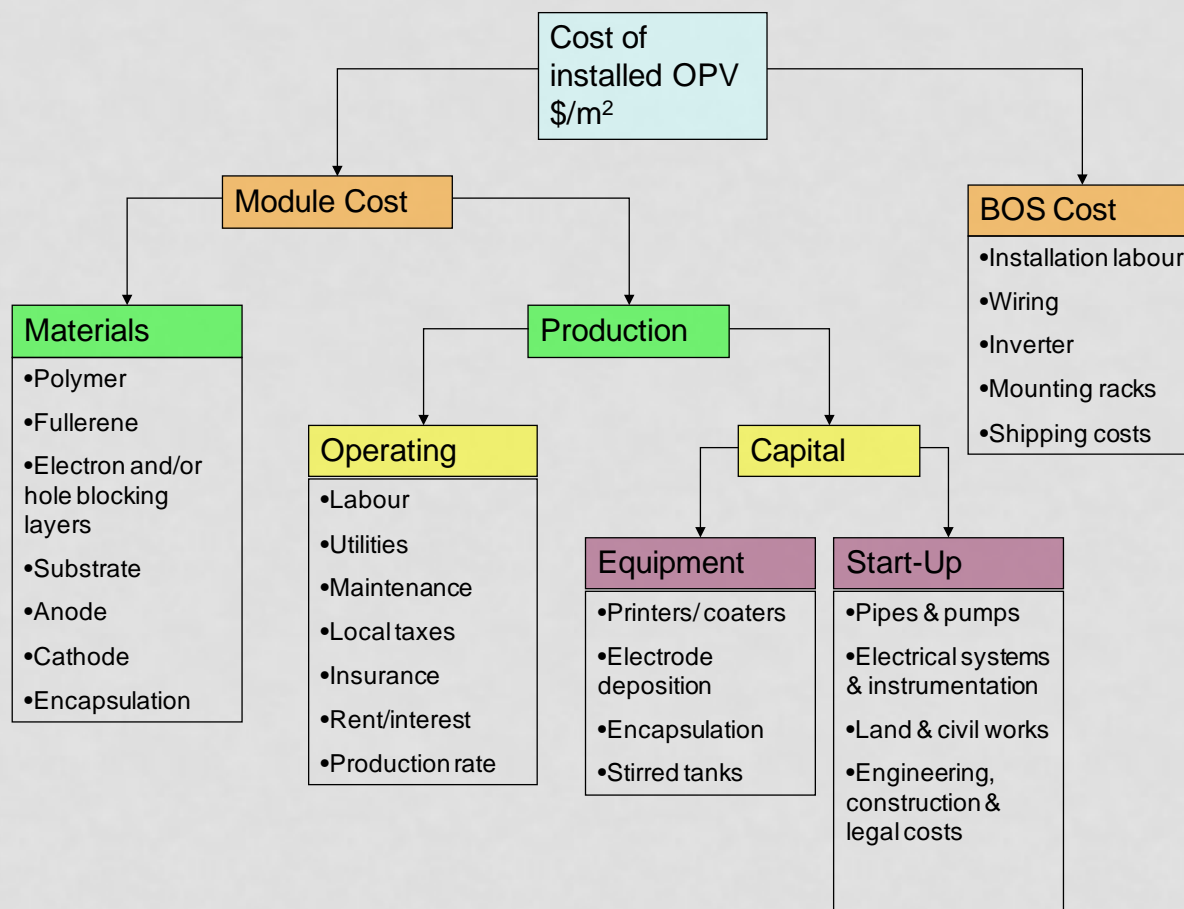 Cost of
installed OPV
$/m²
Module Cost
BOS Cost
•Installation labour
•Wiring
•Inverter
•Mounting racks
•Shipping costs
Materials
•Polymer
•Fullerene
•Electron and/or
hole blocking
layers
•Substrate
•Anode
•Cathode
•Encapsulation
Production
Operating
•Labour
•Utilities
•Maintenance
•Local taxes
•Insurance
•Rent/interest
•Production rate
Capital
Equipment
•Printers/ coaters
•Electrode
deposition
•Encapsulation
•Stirred tanks
Start-Up
•Pipes & pumps
•Electrical systems
& instrumentation
•Land & civil works
•Engineering,
construction &
legal costs